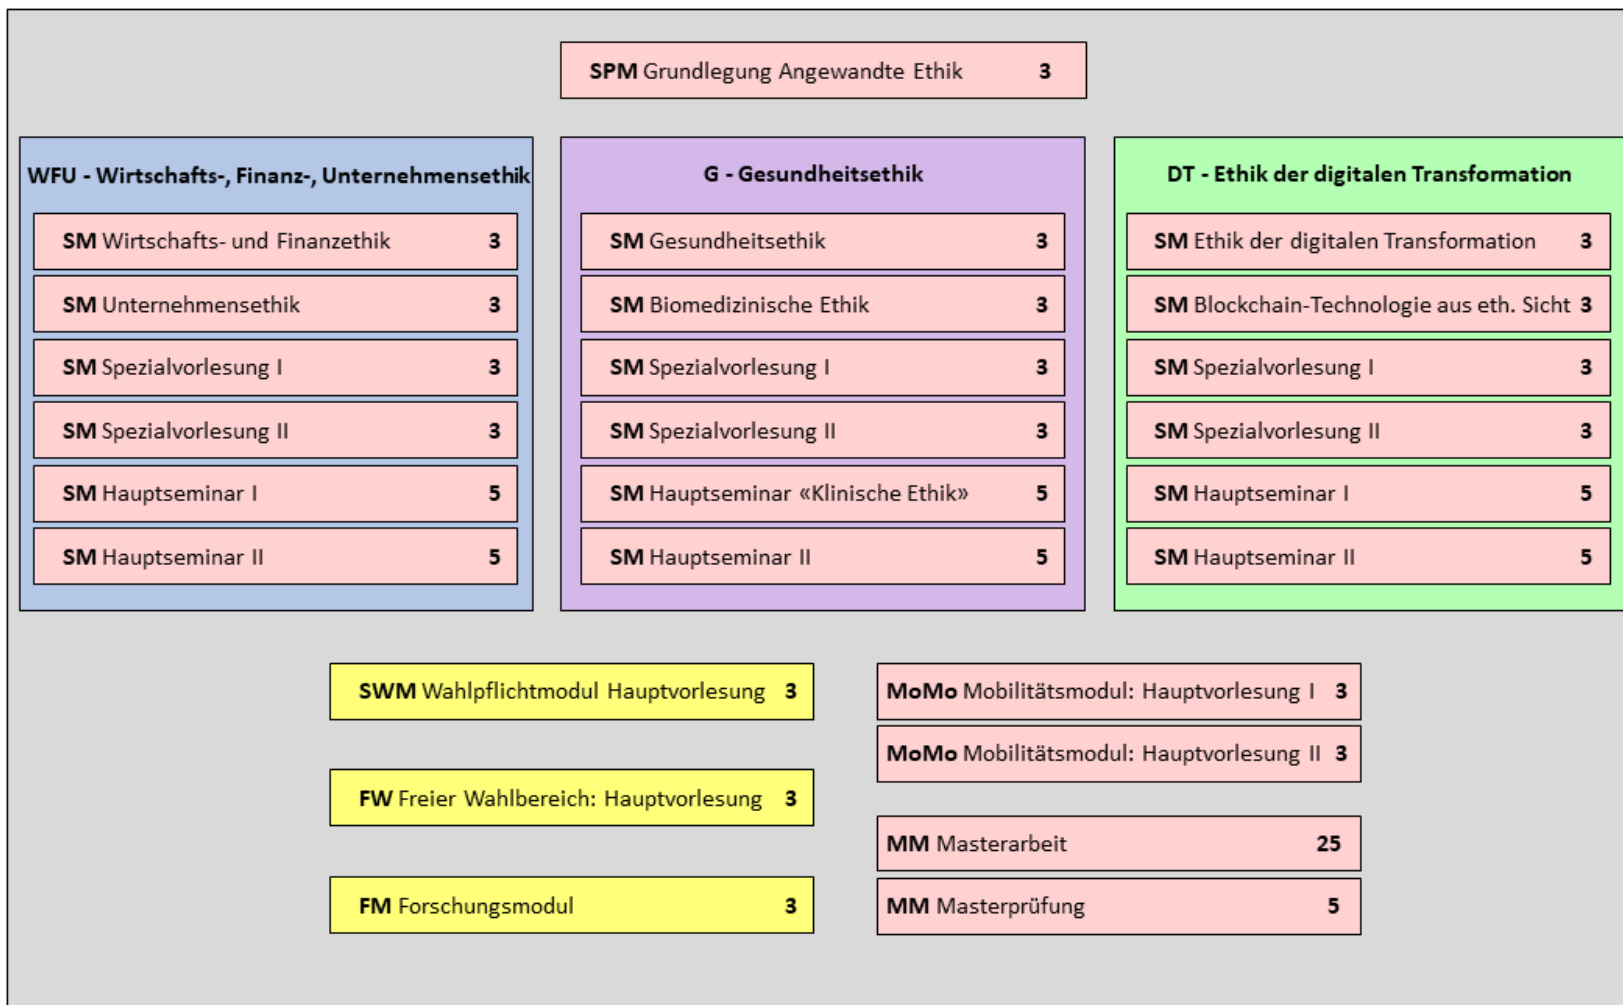 SPM Grundlegung Angewandte Ethik 3
WFU - Wirtschafts-, Finanz-, Unternehmensethik
SM Wirtschafts- und Finanzethik 3
SM Unternehmensethik 3
SM Spezialvorlesung I 3
SM Spezialvorlesung II 3
SM Hauptseminar I 5
SM Hauptseminar II 5
G - Gesundheitsethik
SM Gesundheitsethik 3
SM Biomedizinische Ethik 3
SM Spezialvorlesung I 3
SM Spezialvorlesung II 3
SM Hauptseminar «Klinische Ethik» 5
SM Hauptseminar II 5
DT - Ethik der digitalen Transformation
SM Ethik der digitalen Transformation 3
SM Blockchain-Technologie aus eth. Sicht 3
SM Spezialvorlesung I 3
SM Spezialvorlesung II 3
SM Hauptseminar I 5
SM Hauptseminar II 5
SWM Wahlpflichtmodul Hauptvorlesung 3
FW Freier Wahlbereich: Hauptvorlesung 3
FM Forschungsmodul 3
MoMo Mobilitätsmodul: Hauptvorlesung I 3
MoMo Mobilitätsmodul: Hauptvorlesung II 3
MM Masterarbeit 25
MM Masterprüfung 5